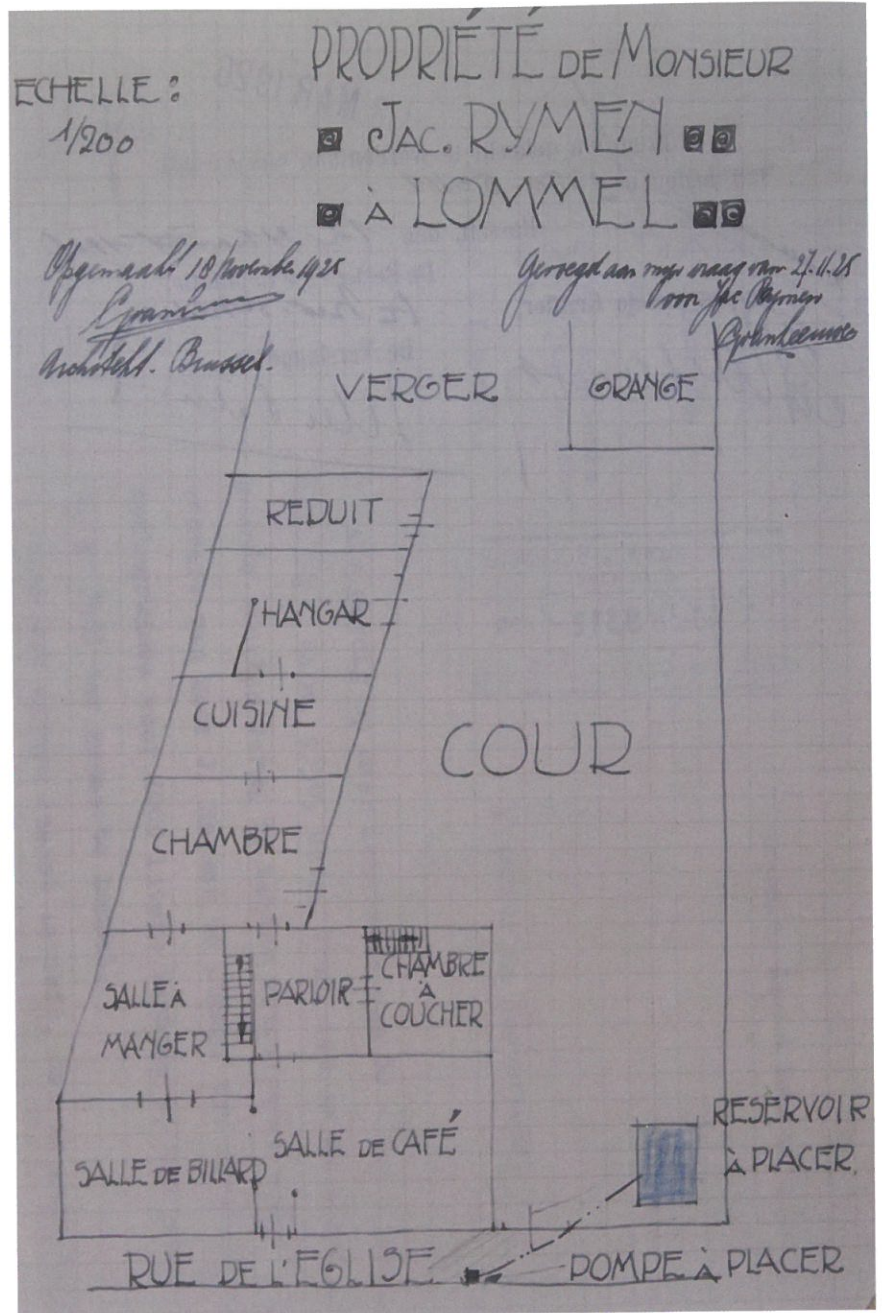 PROPRIÉTÉ DE MONSIEUR
JAC. RYMEN
À LOMMEL
ECHELLE :
1/200
Opgemaakt 18 November 1925
Architekt. Brussel.
Gevoegd aan mijn vraag van 27.11.25
von Jac Rymen
VERGER
GRANGE
REDUIT
HANGAR
CUISINE
COUR
CHAMBRE
SALLE À
MANGER
PARLOIR
CHAMBRE
À
COUCHER
SALLE DE BILLARD
SALLE DE CAFÉ
RESERVOIR
À PLACER.
RUE DE L'EGLISE
POMPE À PLACER